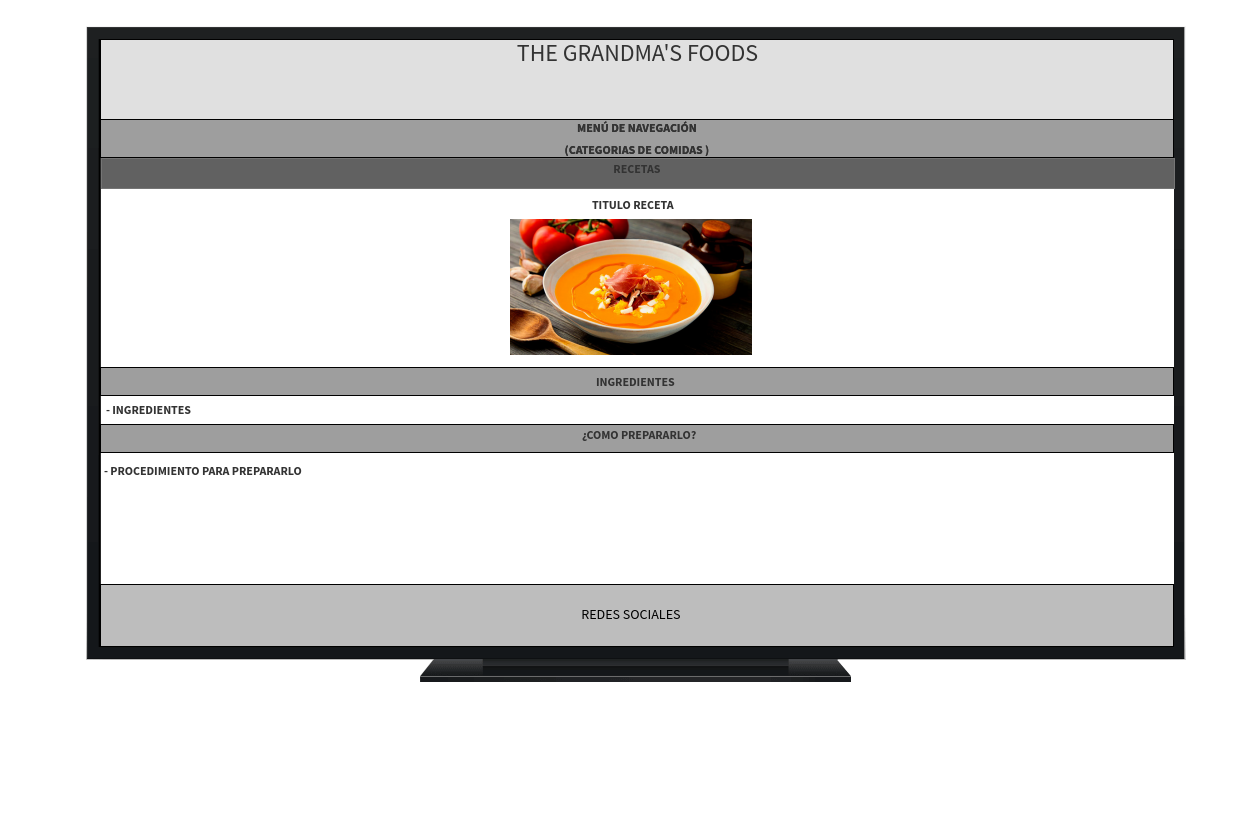 THE GRANDMA'S FOODS
MENÚ DE NAVEGACIÓN
(CATEGORIAS DE COMIDAS )
RECETAS
TITULO RECETA
INGREDIENTES
- INGREDIENTES
¿COMO PREPARARLO?
- PROCEDIMIENTO PARA PREPARARLO
REDES SOCIALES